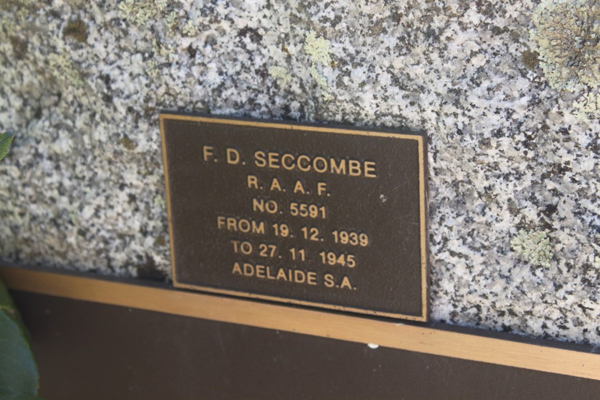 F. D. SECCOMBE
R. A. A. F.
NO. 5591
FROM 19. 12. 1939
TO 27. 11 1945
ADELAIDE S.A.